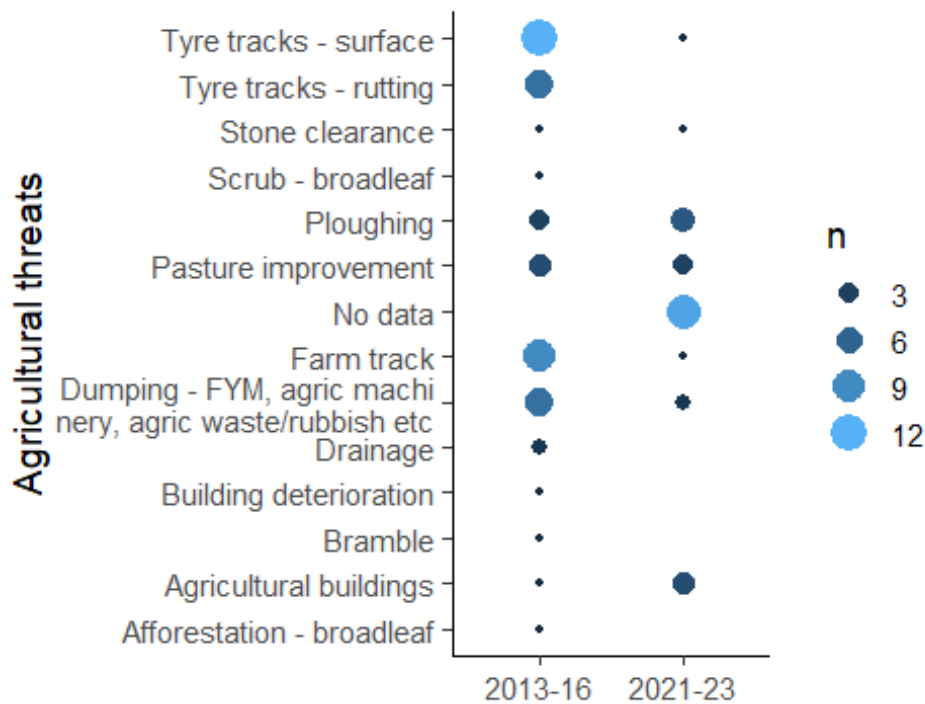 Agricultural threats
Tyre tracks - surface
Tyre tracks - rutting
Stone clearance
Scrub - broadleaf
Ploughing
Pasture improvement
No data
Farm track
Dumping - FYM, agric machi
nery, agric waste/rubbish etc
Drainage
Building deterioration
Bramble
Agricultural buildings
Afforestation - broadleaf
2013-16 2021-23
n
3
6
9
12